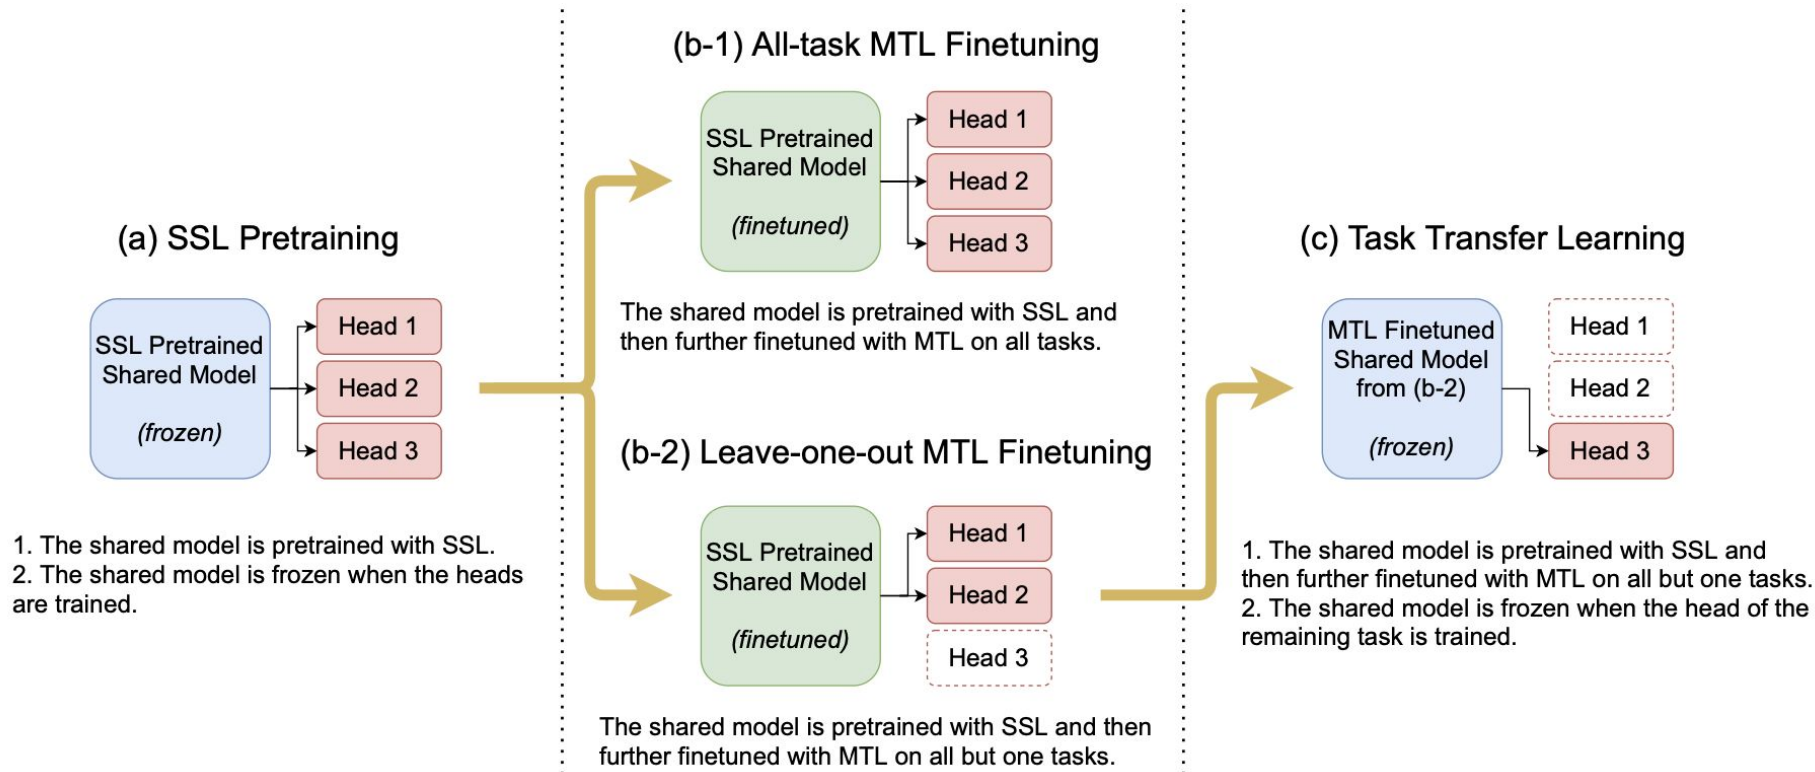 (a) SSL Pretraining
SSL Pretrained
Shared Model
(frozen)
Head 1
Head 2
Head 3
1. The shared model is pretrained with SSL.
2. The shared model is frozen when the heads
are trained.
(b-1) All-task MTL Finetuning
SSL Pretrained
Shared Model
(finetuned)
Head 1
Head 2
Head 3
The shared model is pretrained with SSL and
then further finetuned with MTL on all tasks.
(b-2) Leave-one-out MTL Finetuning
SSL Pretrained
Shared Model
(finetuned)
Head 1
Head 2
Head 3
The shared model is pretrained with SSL and then
further finetuned with MTL on all but one tasks.
(c) Task Transfer Learning
MTL Finetuned
Shared Model
from (b-2)
(frozen)
Head 1
Head 2
Head 3
1. The shared model is pretrained with SSL and
then further finetuned with MTL on all but one tasks.
2. The shared model is frozen when the head of the
remaining task is trained.